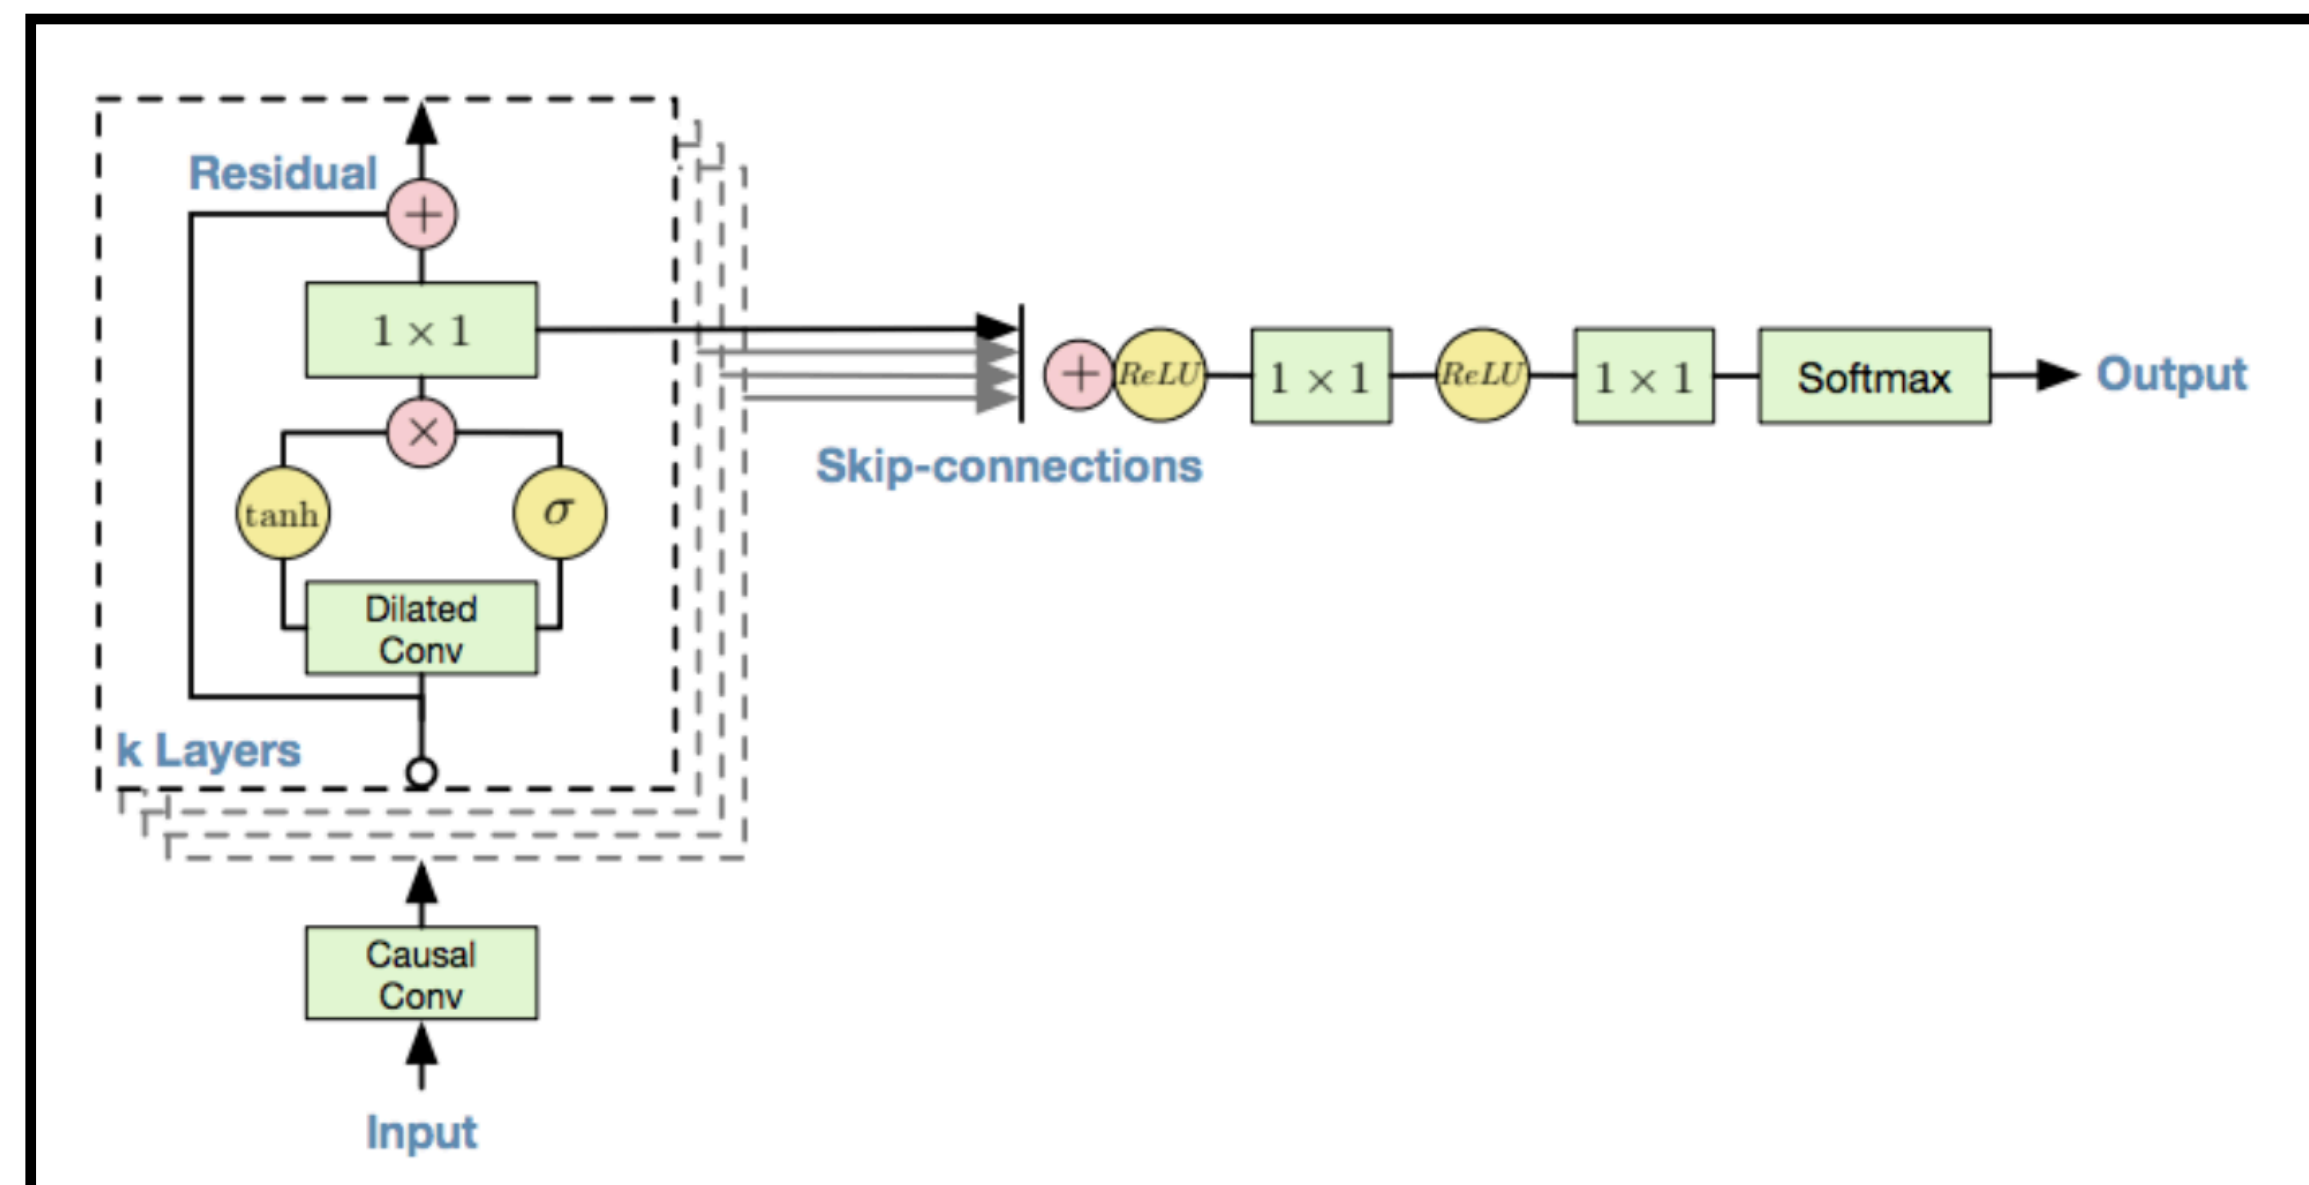 Residual
+
1 × 1
×
tanh
σ
Dilated
Conv
k Layers
Causal
Conv
Input
Skip-connections
+
ReLU
1 × 1
ReLU
1 × 1
Softmax
Output